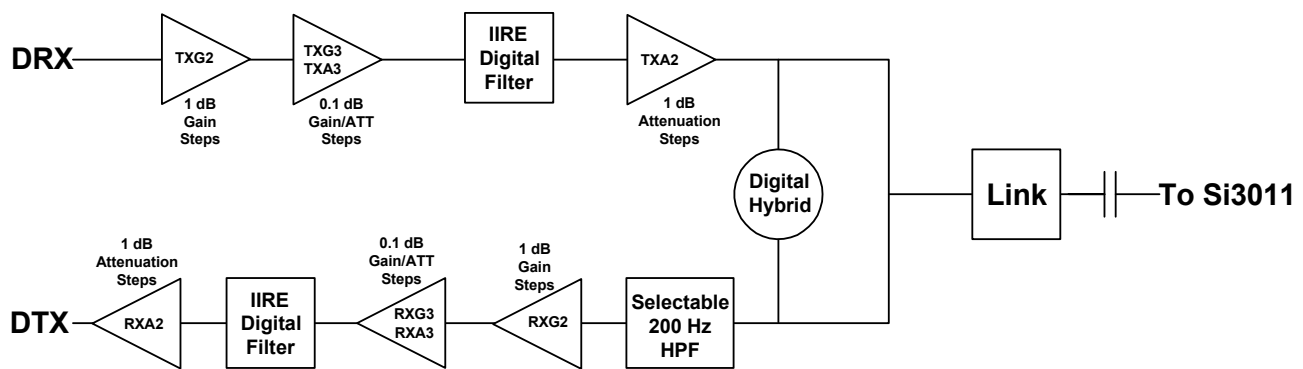 DRX
TXG2
1 dB
Gain
Steps
TXG3
TXA3
0.1 dB
Gain/ATT
Steps
IIRE
Digital
Filter
TXA2
1 dB
Attenuation
Steps
Digital
Hybrid
Link
To Si3011
DTX
1 dB
Attenuation
Steps
RXA2
IIRE
Digital
Filter
0.1 dB
Gain/ATT
Steps
RXG3
RXA3
1 dB
Gain
Steps
RXG2
Selectable
200 Hz
HPF